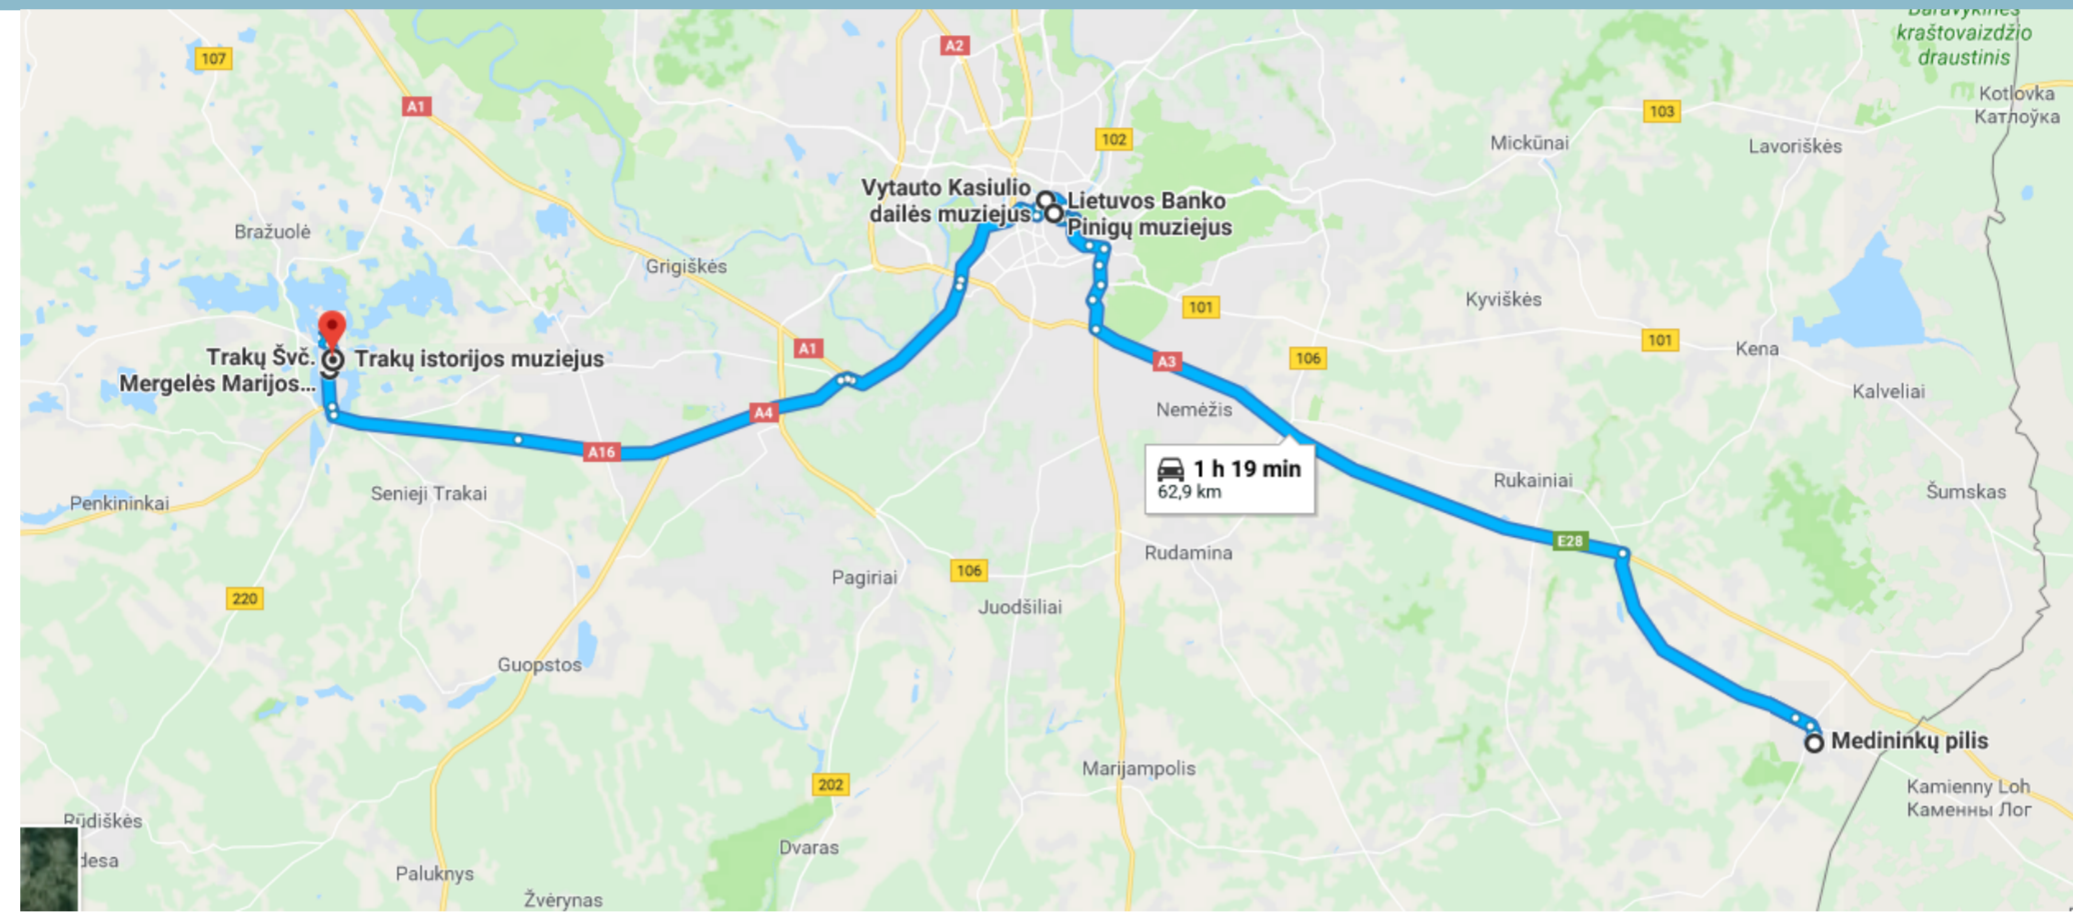 Baravykinės
kraštovaizdžio
draustinis
107
A2
A1
Kotlovka
Катлоўка
103
102
Mickūnai
Lavoriškės
Vytauto Kasiulio
dailės muziejus
Lietuvos Banko
Pinigų muziejus
Bražuolė
Grigiškės
101
Kyviškės
101
Kena
A1
A3
106
Trakų Švč.
Mergelės Marijos...
Trakų istorijos muziejus
Kalveliai
Nemėžis
A4
A16
1 h 19 min
62,9 km
Rukainiai
Šumskas
Senieji Trakai
Penkininkai
E28
Rudamina
106
Pagiriai
220
Juodšiliai
Guopstos
Medininkų pilis
Marijampolis
202
Kamienny Loh
Каменны Лог
Rūdiškės
desa
Dvaras
Paluknys
Žvėrynas